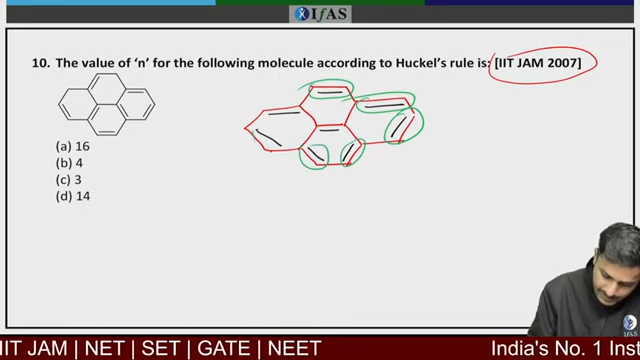 IfAS
10. The value of ‘n’ for the following molecule according to Huckel’s rule is: [IIT JAM 2007]
(a) 16
(b) 4
(c) 3
(d) 14
IfAS
IIT JAM | NET | SET | GATE | NEET
India's No. 1 Inst